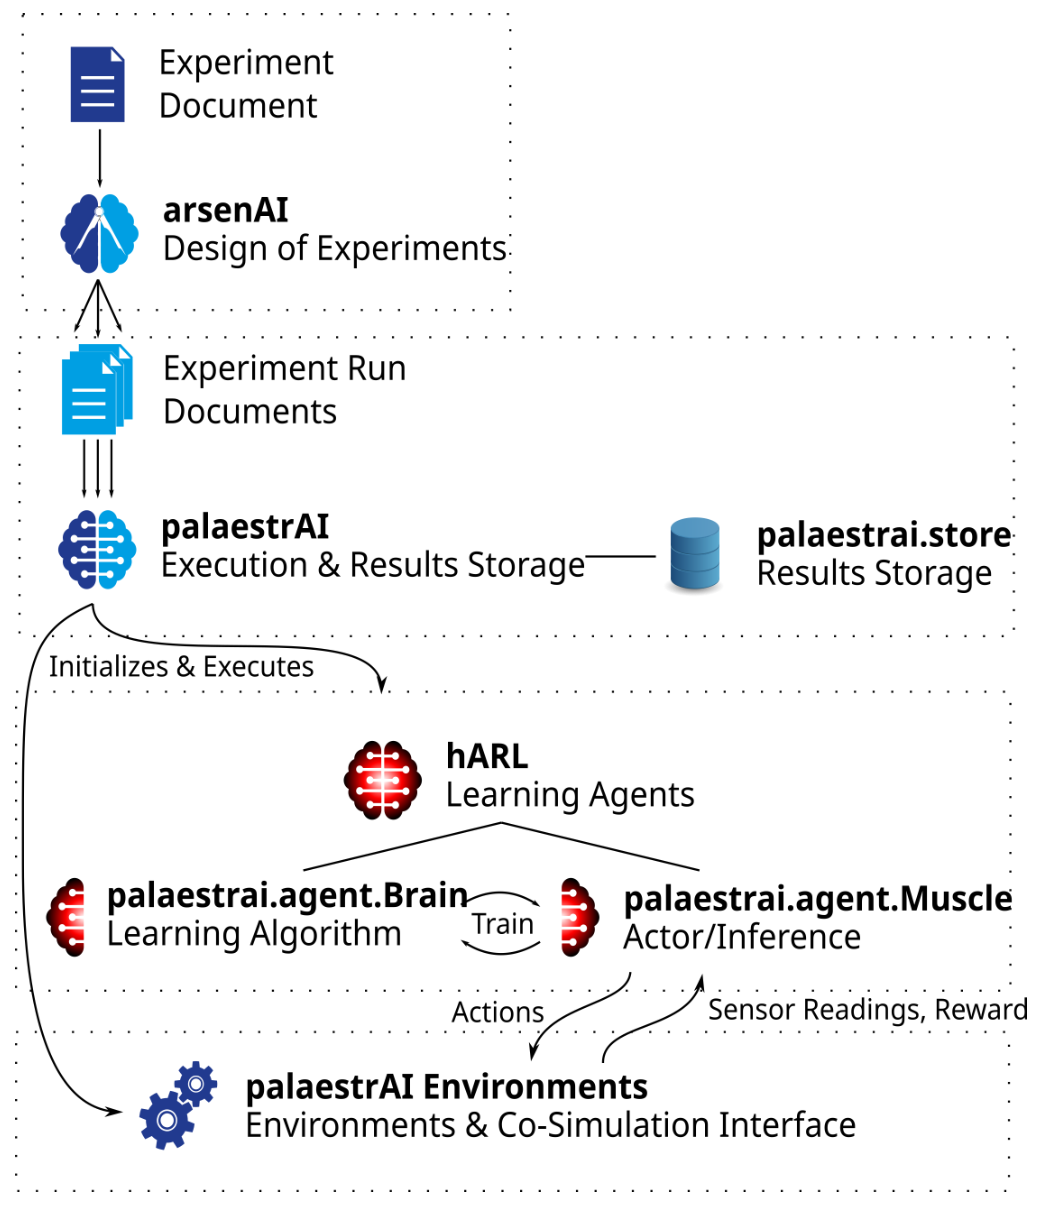 Experiment
Document
arsenAI
Design of Experiments
Experiment Run
Documents
palaestrAI
Execution & Results Storage
palaestrai.store
Results Storage
Initializes & Executes
hARL
Learning Agents
palaestrai.agent.Brain
Learning Algorithm
Train
palaestrai.agent.Muscle
Actor/Inference
Actions
Sensor Readings, Reward
palaestrAI Environments
Environments & Co-Simulation Interface